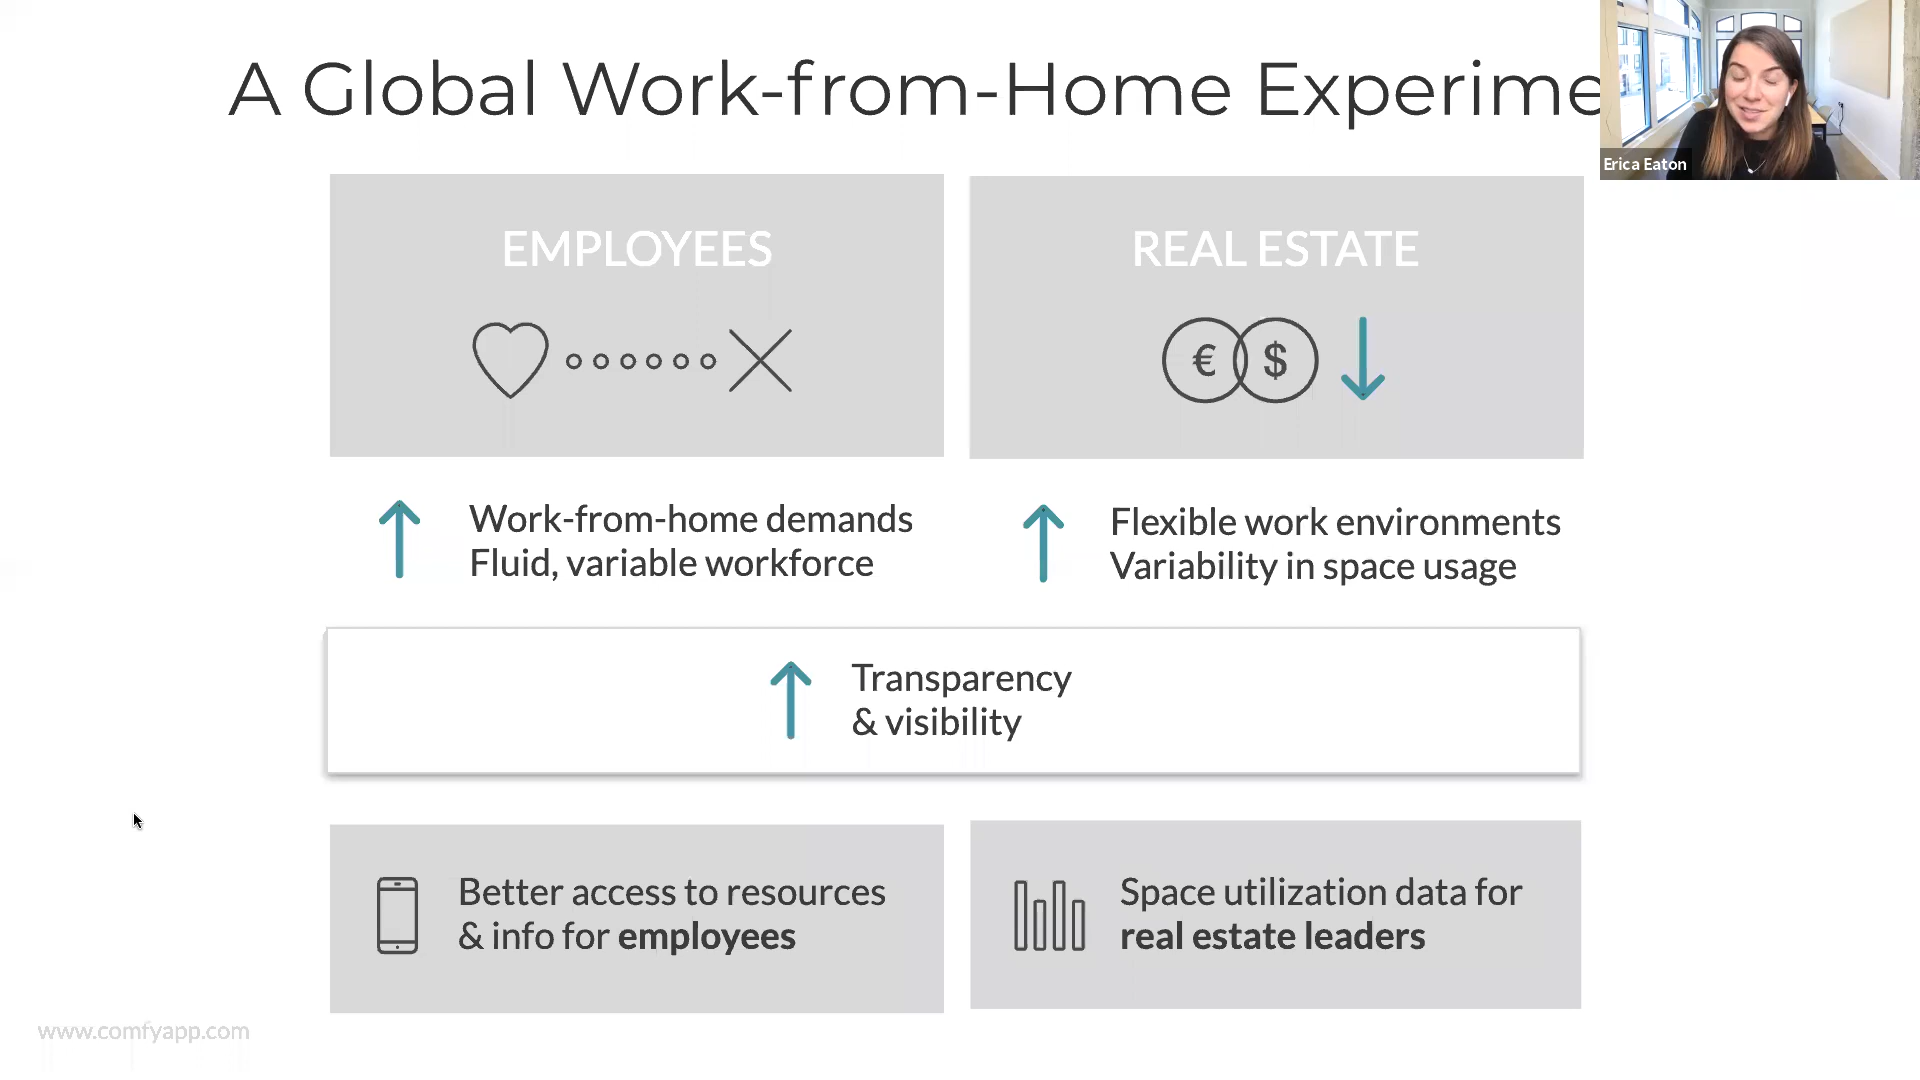 A Global Work-from-Home Experime
Erica Eaton
EMPLOYEES
REAL ESTATE
€ $
Work-from-home demands
Fluid, variable workforce
Flexible work environments
Variability in space usage
Transparency
& visibility
Better access to resources
& info for employees
Space utilization data for
real estate leaders
www.comfyapp.com